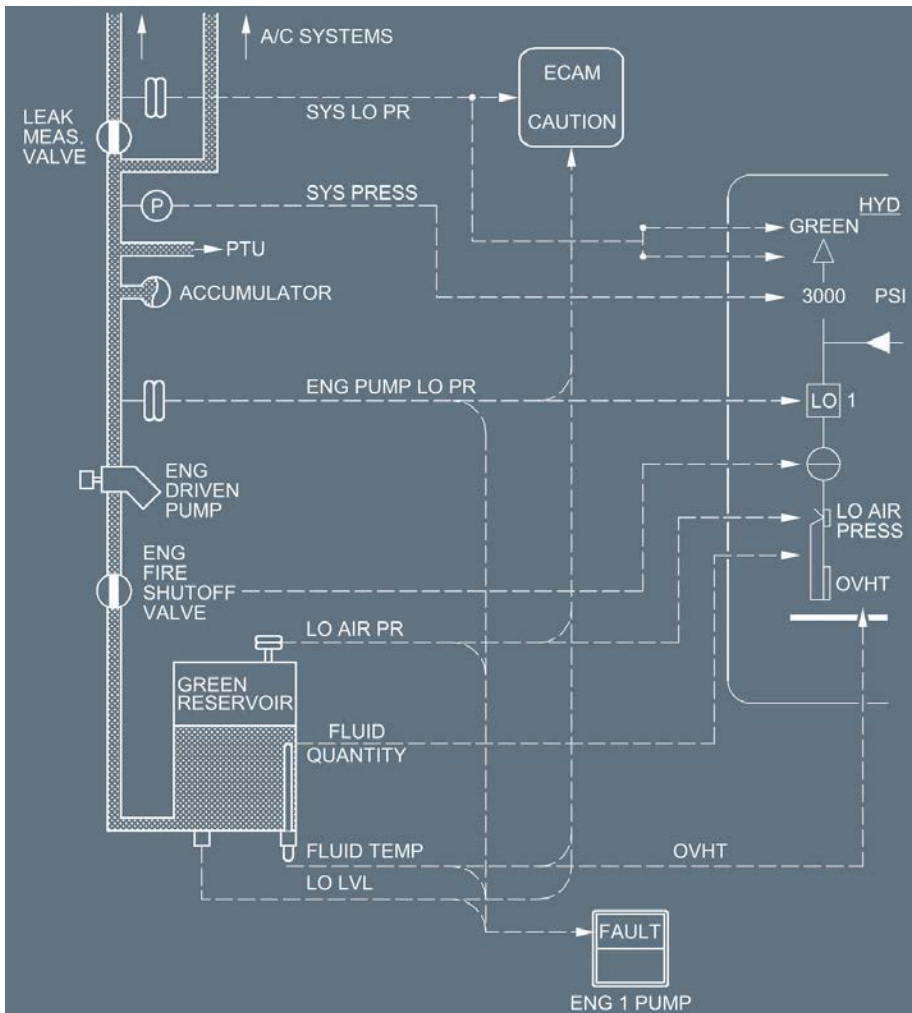 A/C SYSTEMS
ECAM
CAUTION
SYS LO PR
LEAK
MEAS.
VALVE
SYS PRESS
P
HYD
GREEN
PTU
ACCUMULATOR
3000 PSI
ENG PUMP LO PR
LO 1
ENG
DRIVEN
PUMP
LO AIR
PRESS
ENG
FIRE
SHUTOFF
VALVE
OVHT
LO AIR PR
GREEN
RESERVOIR
FLUID
QUANTITY
FLUID TEMP
OVHT
LO LVL
FAULT
ENG 1 PUMP